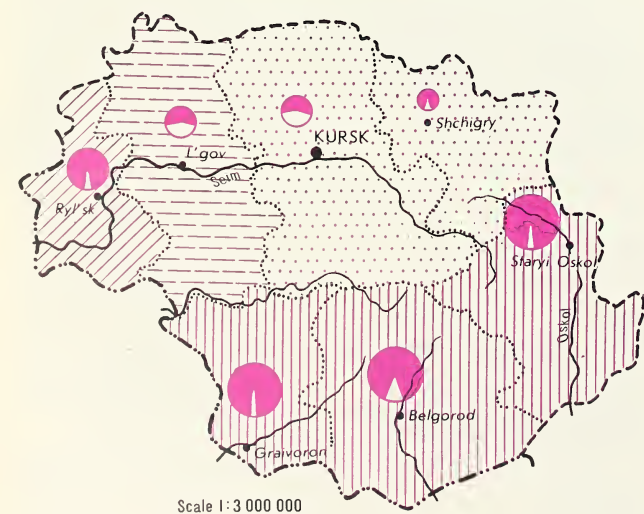 Shchigry
KURSK
L'gov
Seim
Ryl'sk
Staryi Oskol
Oskol
Belgorod
Graivoron
Scale 1:3 000 000